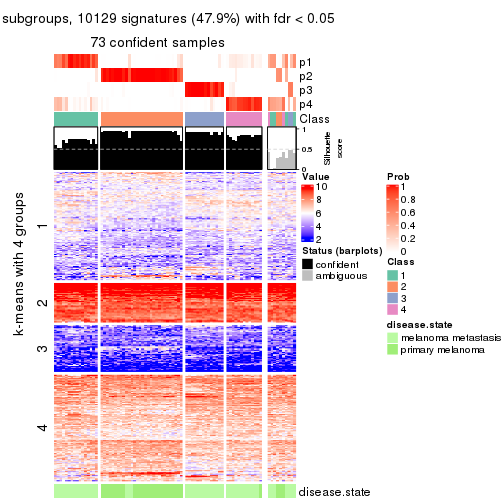 subgroups, 10129 signatures (47.9%) with fdr < 0.05
73 confident samples
p1
p2
p3
p4
Class
1
0.5
0
Silhouette
score
k-means with 4 groups
1
2
3
4
Value
10
8
6
4
2
Status (barplots)
confident
ambiguous
Prob
1
0.8
0.6
0.4
0.2
0
Class
1
2
3
4
disease.state
melanoma metastasis
primary melanoma
disease.state